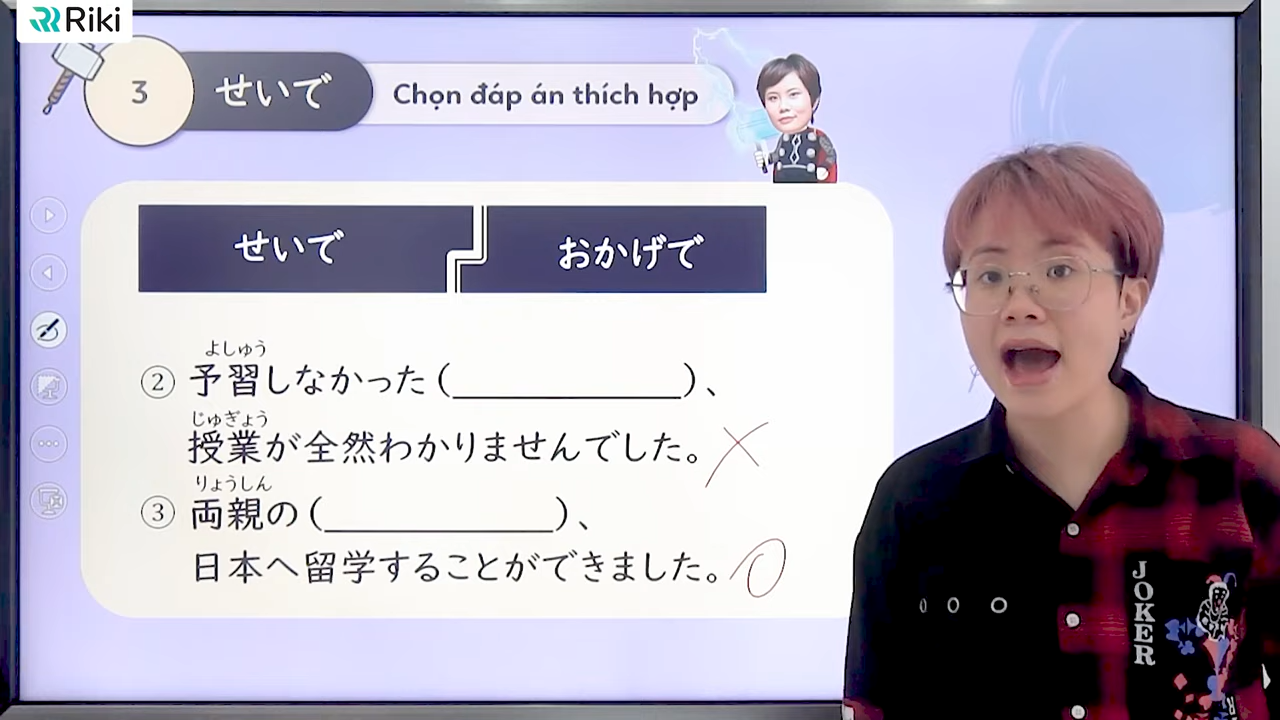 Riki
3
せいで
Chọn đáp án thích hợp
せいで
おかげで
よしゅう
② 予習しなかった (____________) 、
じゅぎょう
授業が全然わかりませんでした。 ×
りょうしん
③ 両親の (____________) 、
日本へ留学することができました。 ○
JOKER